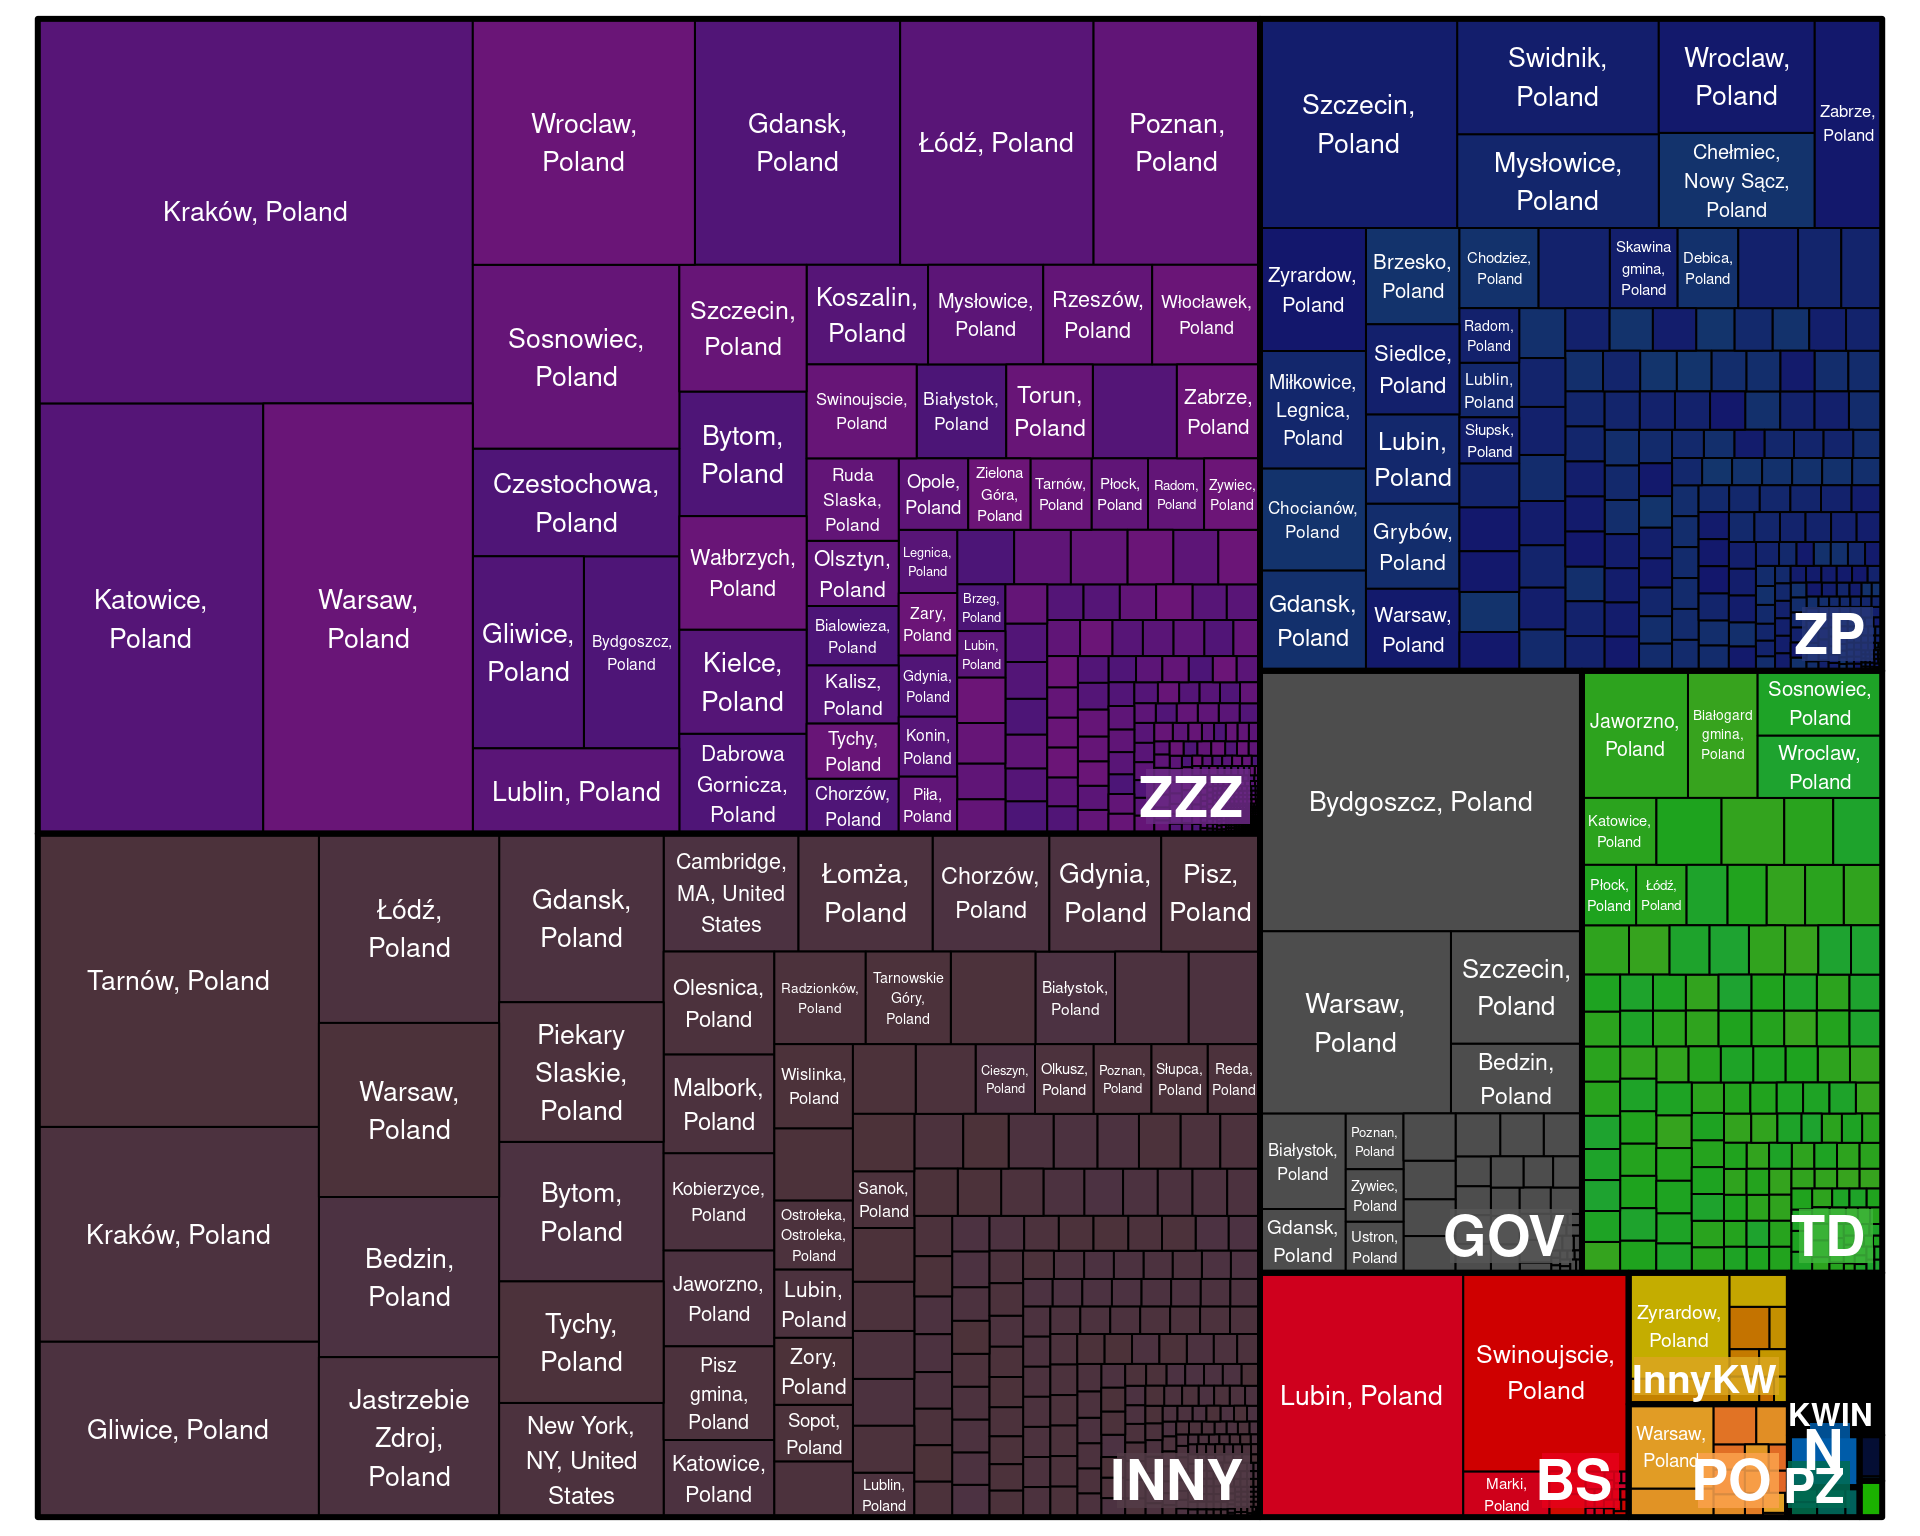 Kraków, Poland
Katowice,
Poland
Warsaw,
Poland
Wroclaw,
Poland
Gdansk,
Poland
Łódź, Poland
Poznan,
Poland
Sosnowiec,
Poland
Czestochowa,
Poland
Gliwice,
Poland
Bydgoszcz,
Poland
Lublin, Poland
Szczecin,
Poland
Bytom,
Poland
Wałbrzych,
Poland
Kielce,
Poland
Dabrowa
Gornicza,
Poland
Koszalin,
Poland
Mysłowice,
Poland
Rzeszów,
Poland
Włocławek,
Poland
Swinoujscie,
Poland
Białystok,
Poland
Torun,
Poland
Zabrze,
Poland
Ruda
Slaska,
Poland
Olsztyn,
Poland
Bialowieza,
Poland
Kalisz,
Poland
Tychy,
Poland
Chorzów,
Poland
Opole,
Poland
Zielona
Góra,
Poland
Tarnów,
Poland
Płock,
Poland
Radom,
Poland
Zywiec,
Poland
Legnica,
Poland
Zary,
Poland
Gdynia,
Poland
Konin,
Poland
Piła,
Poland
Brzeg,
Poland
Lubin,
Poland
ZZZ
Szczecin,
Poland
Swidnik,
Poland
Wroclaw,
Poland
Zabrze,
Poland
Mysłowice,
Poland
Chełmiec,
Nowy Sącz,
Poland
Zyrardow,
Poland
Miłkowice,
Legnica,
Poland
Chocianów,
Poland
Gdansk,
Poland
Brzesko,
Poland
Siedlce,
Poland
Lubin,
Poland
Grybów,
Poland
Warsaw,
Poland
Chodziez,
Poland
Skawina
gmina,
Poland
Debica,
Poland
Radom,
Poland
Lublin,
Poland
Słupsk,
Poland
ZP
Tarnów, Poland
Kraków, Poland
Gliwice, Poland
Łódź,
Poland
Warsaw,
Poland
Bedzin,
Poland
Jastrzebie
Zdroj,
Poland
Gdansk,
Poland
Piekary
Slaskie,
Poland
Bytom,
Poland
Tychy,
Poland
New York,
NY, United
States
Cambridge,
MA, United
States
Łomża,
Poland
Chorzów,
Poland
Gdynia,
Poland
Pisz,
Poland
Olesnica,
Poland
Malbork,
Poland
Kobierzyce,
Poland
Jaworzno,
Poland
Pisz
gmina,
Poland
Katowice,
Poland
Radzionków,
Poland
Tarnowskie
Góry,
Poland
Białystok,
Poland
Wislinka,
Poland
Cieszyn,
Poland
Olkusz,
Poland
Poznan,
Poland
Słupca,
Poland
Reda,
Poland
Ostrołeka,
Ostroleka,
Poland
Lubin,
Poland
Zory,
Poland
Sopot,
Poland
Sanok,
Poland
Lublin,
Poland
INNY
Bydgoszcz, Poland
Warsaw,
Poland
Szczecin,
Poland
Bedzin,
Poland
Białystok,
Poland
Gdansk,
Poland
Poznan,
Poland
Zywiec,
Poland
Ustron,
Poland
GOV
Jaworzno,
Poland
Białogard
gmina,
Poland
Sosnowiec,
Poland
Wroclaw,
Poland
Katowice,
Poland
Płock,
Poland
Łódź,
Poland
TD
Lubin, Poland
Swinoujscie,
Poland
Marki,
Poland
BS
Zyrardow,
Poland
InnyKW
Warsaw,
Poland
PO
KWIN
N
PZ